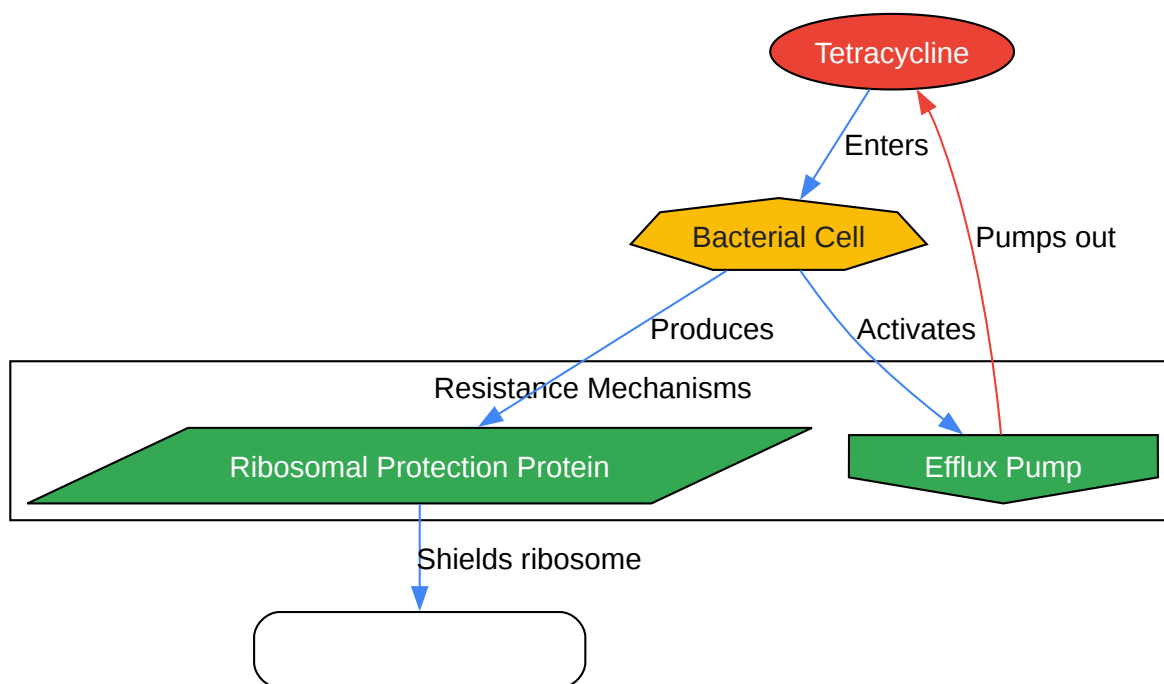 Tetracycline
Enters
Bacterial Cell
Pumps out
Produces
Activates
Resistance Mechanisms
Ribosomal Protection Protein
Efflux Pump
Shields ribosome